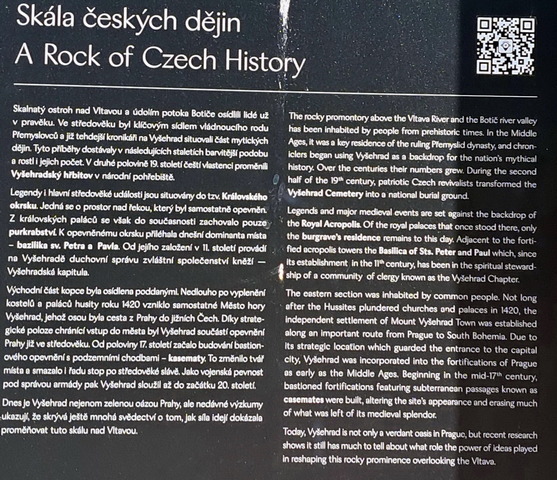 Skála českých dějin
A Rock of Czech History
Skalnatý ostroh nad Vltavou a údolím potoka Botiče osídlili lidé už
v pravěku. Ve středověku byl klíčovým sídlem vládnoucího rodu
Přemyslovců a již tehdejší kronikáři na Vyšehrad situovali část mytických
dějin. Tyto příběhy dostávaly v následujících staletích barvitější podobu
a rostl i jejich počet. V druhé polovině 19. století čeští vlastenci proměnili
Vyšehradský hřbitov v národní pohřebiště.
Legendy i hlavní středověké události jsou situovány do tzv. Královského
okrsku. Jedná se o prostor nad řekou, který byl samostatně opevněn.
Z královských paláců se však do současnosti zachovalo pouze
purkrabství. K opevněnému okrsku přiléhala dnešní dominanta místa
– bazilika sv. Petra a Pavla. Od jejího založení v 11. století provádí
na Vyšehradě duchovní správu zvláštní společenství kněží —
Vyšehradská kapitula.
Východní část kopce byla osídlena poddanými. Nedlouho po vyplenění
kostelů a paláců husity roku 1420 vzniklo samostatné Město hory
Vyšehrad, jehož osou byla cesta z Prahy do jižních Čech. Díky strate-
gické poloze chránící vstup do města byl Vyšehrad součástí opevnění
Prahy již ve středověku. Od poloviny 17. století začalo budování bastion-
ového opevnění s podzemními chodbami – kasematy. To změnilo tvář
místa a smazalo i řadu stop po středověké slávě. Jako vojenská pevnost
pod správou armády pak Vyšehrad sloužil až do začátku 20. století.
Dnes je Vyšehrad nejenom zelenou oázou Prahy, ale nedávné výzkumy
ukazují, že skrývá ještě mnohá svědectví o tom, jak síla idejí dokázala
proměňovat tuto skálu nad Vltavou.
The rocky promontory above the Vltava River and the Botič river valley
has been inhabited by people from prehistoric times. In the Middle
Ages, it was a key residence of the ruling Přemyslid dynasty, and chron-
iclers began using Vyšehrad as a backdrop for the nation's mythical
history. Over the centuries their numbers grew. During the second
half of the 19th century, patriotic Czech revivalists transformed the
Vyšehrad Cemetery into a national burial ground.
Legends and major medieval events are set against the backdrop of
the Royal Acropolis. Of the royal palaces that once stood there, only
the burgrave's residence remains to this day. Adjacent to the forti-
fied acropolis towers the Basilica of Sts. Peter and Paul which, since
its establishment in the 11th century, has been in the spiritual steward-
ship of a community of clergy known as the Vyšehrad Chapter.
The eastern section was inhabited by common people. Not long
after the Hussites plundered churches and palaces in 1420, the
independent settlement of Mount Vyšehrad Town was established
along an important route from Prague to South Bohemia. Due to
its strategic location which guarded the entrance to the capital
city, Vyšehrad was incorporated into the fortifications of Prague
as early as the Middle Ages. Beginning in the mid-17th century,
bastioned fortifications featuring subterranean passages known as
casemates were built, altering the site's appearance and erasing much
of what was left of its medieval splendor.
Today, Vyšehrad is not only a verdant oasis in Prague, but recent research
shows it still has much to tell about what role the power of ideas played
in reshaping this rocky prominence overlooking the Vltava.